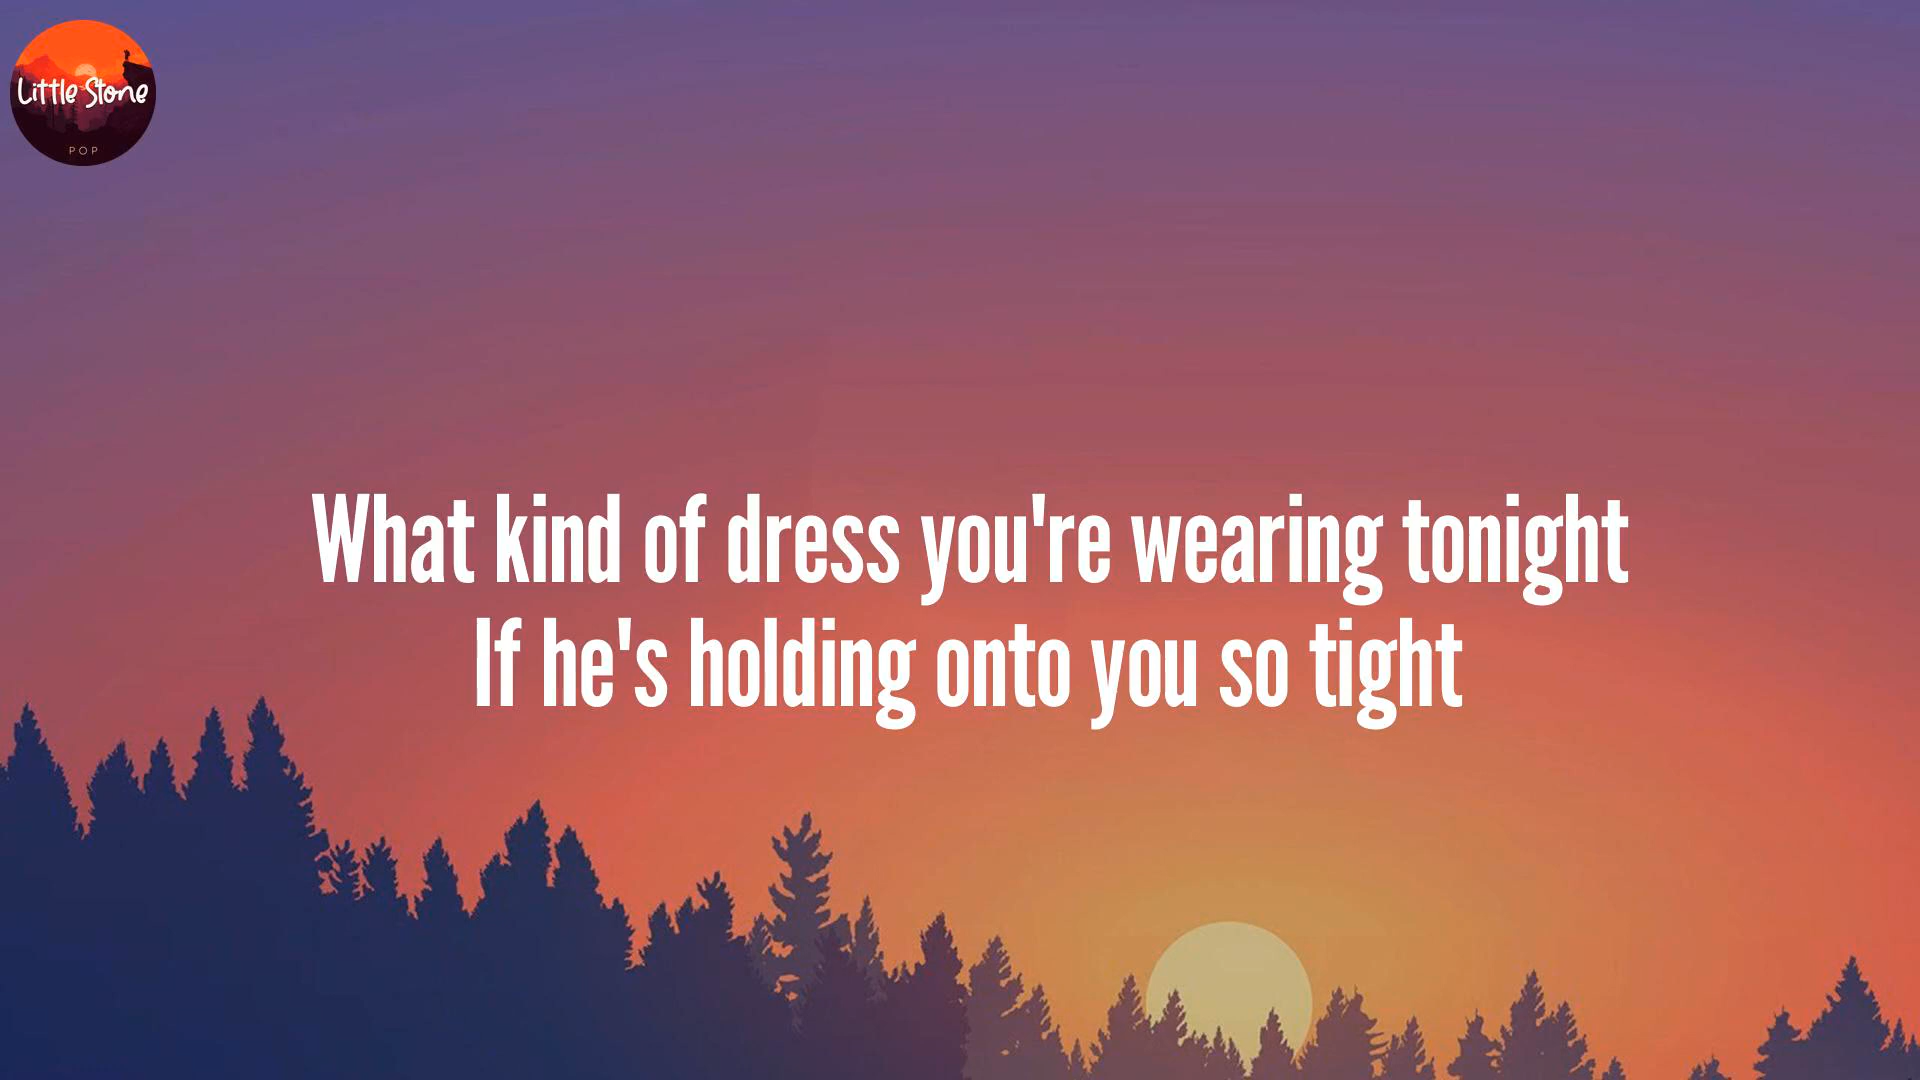 Little Stone
POP
What kind of dress you're wearing tonight
If he's holding onto you so tight